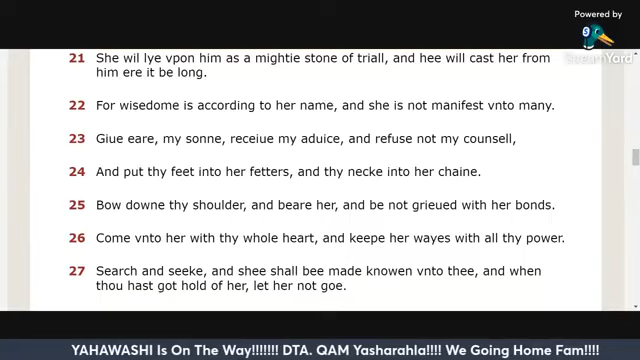 Powered by
StreamYard
21 She wil lye vpon him as a mightie stone of triall, and hee will cast her from
him ere it be long.
22 For wisedome is according to her name, and she is not manifest vnto many.
23 Giue eare, my sonne, receiue my aduice, and refuse not my counsell,
24 And put thy feet into her fetters, and thy necke into her chaine.
25 Bow downe thy shoulder, and beare her, and be not grieued with her bonds.
26 Come vnto her with thy whole heart, and keepe her wayes with all thy power.
27 Search and seeke, and shee shall bee made knowen vnto thee, and when
thou hast got hold of her, let her not goe.
YAHAWASHI Is On The Way!!!!!!! DTA. QAM Yasharahla!!!! We Going Home Fam!!!!